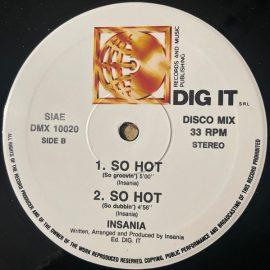 RECORDS AND MUSIC
PUBLISHING
DIG IT
SRL
SIAE
DMX 10020
SIDE B
DISCO MIX
33 RPM
STEREO
1. SO HOT
(So groovin') 5'00''
(Insania)
2. SO HOT
(So dubbin') 4'56''
(Insania)
INSANIA
Written, Arranged and Produced by Insania
Ed. DIG. IT
ALL RIGHTS OF THE RECORD PRODUCER AND OF THE OWNER OF THE WORK REPRODUCED RESERVED. COPYING, PUBLIC PERFORMANCE AND BROADCASTING OF THIS RECORD PROHIBITED